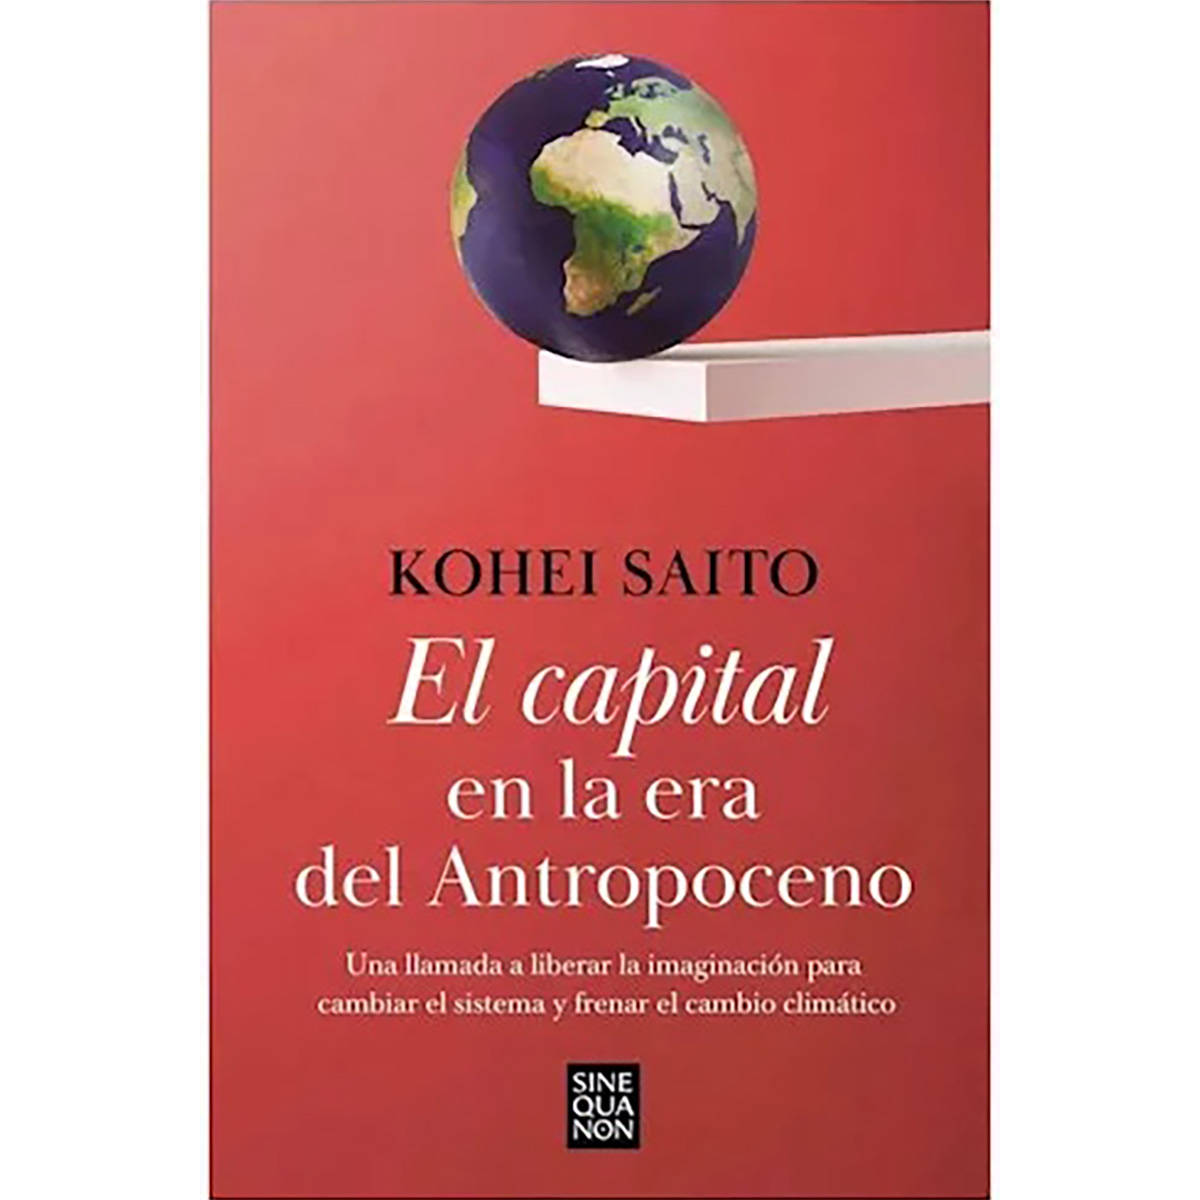 KOHEI SAITO
El capital
en la era
del Antropoceno
Una llamada a liberar la imaginación para
cambiar el sistema y frenar el cambio climático
SINE
QUA
NON